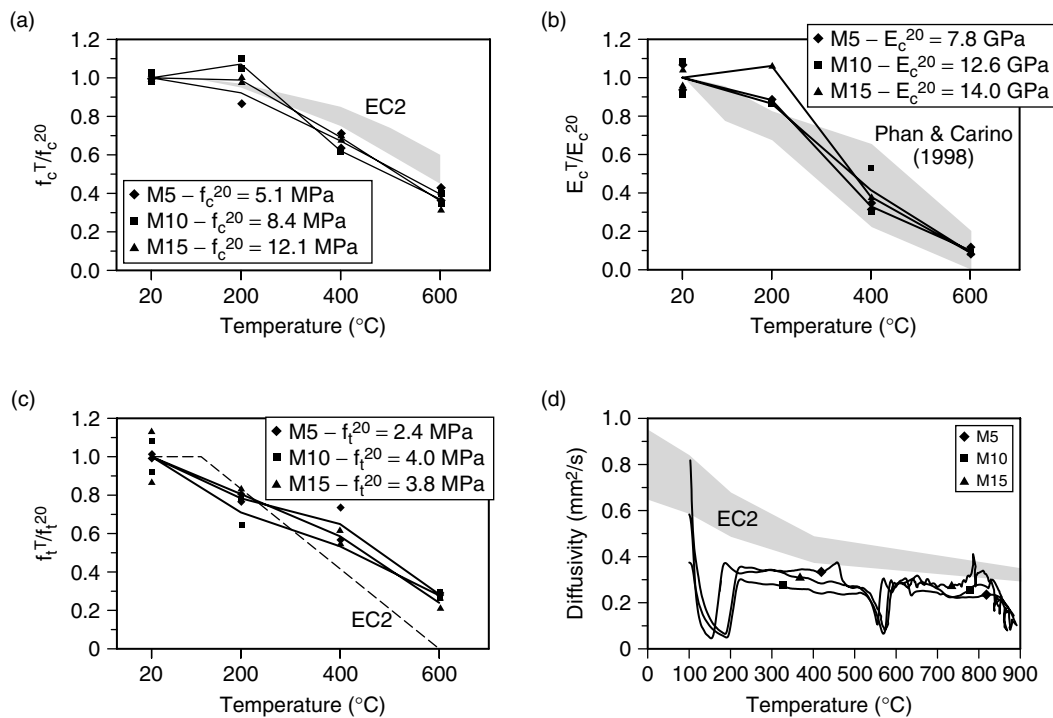 (a)
f_c^T/f_c^20
1.2
1.0
0.8
0.6
0.4
0.2
0.0
EC2
M5 – f_c^20 = 5.1 MPa
M10 – f_c^20 = 8.4 MPa
M15 – f_c^20 = 12.1 MPa
20 200 400 600
Temperature (°C)
(b)
E_c^T/E_c^20
1.2
1.0
0.8
0.6
0.4
0.2
0.0
M5 – E_c^20 = 7.8 GPa
M10 – E_c^20 = 12.6 GPa
M15 – E_c^20 = 14.0 GPa
Phan & Carino
(1998)
20 200 400 600
Temperature (°C)
(c)
f_t^T/f_t^20
1.2
1.0
0.8
0.6
0.4
0.2
0
M5 – f_t^20 = 2.4 MPa
M10 – f_t^20 = 4.0 MPa
M15 – f_t^20 = 3.8 MPa
EC2
20 200 400 600
Temperature (°C)
(d)
Diffusivity (mm²/s)
1.0
0.8
0.6
0.4
0.2
0.0
M5
M10
M15
EC2
0 100 200 300 400 500 600 700 800 900
Temperature (°C)